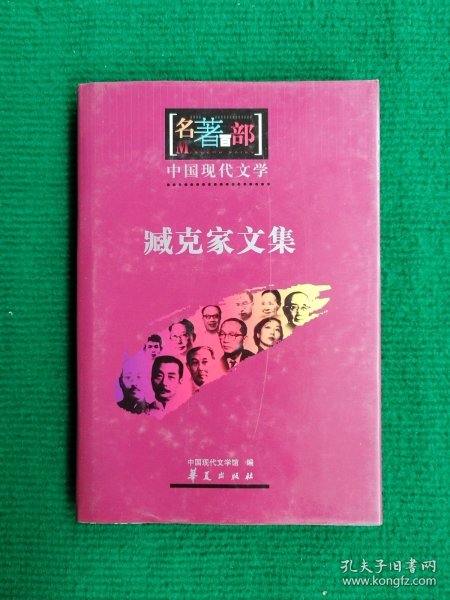 名著百部
M
中国现代文学
臧克家文集
中国现代文学馆 编
华夏出版社
孔夫子旧书网
www.kongfz.com